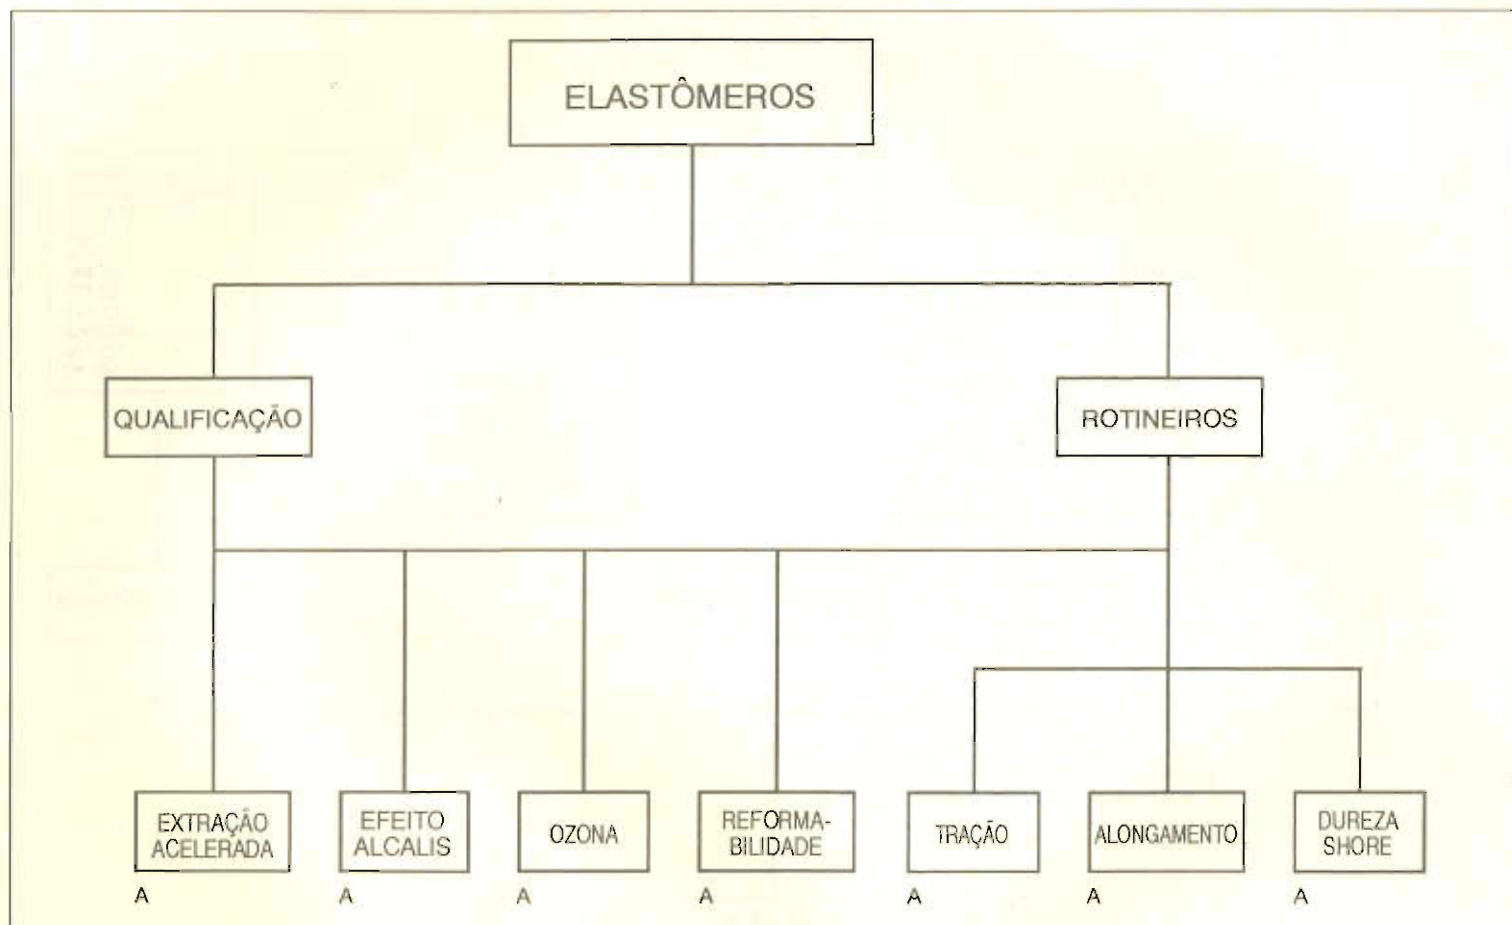 ELASTÔMEROS
QUALIFICAÇÃO
ROTINEIROS
EXTRAÇÃO
ACELERADA
A
EFEITO
ALCALIS
A
OZONA
A
REFORMA-
BILIDADE
A
TRAÇÃO
A
ALONGAMENTO
A
DUREZA
SHORE
A